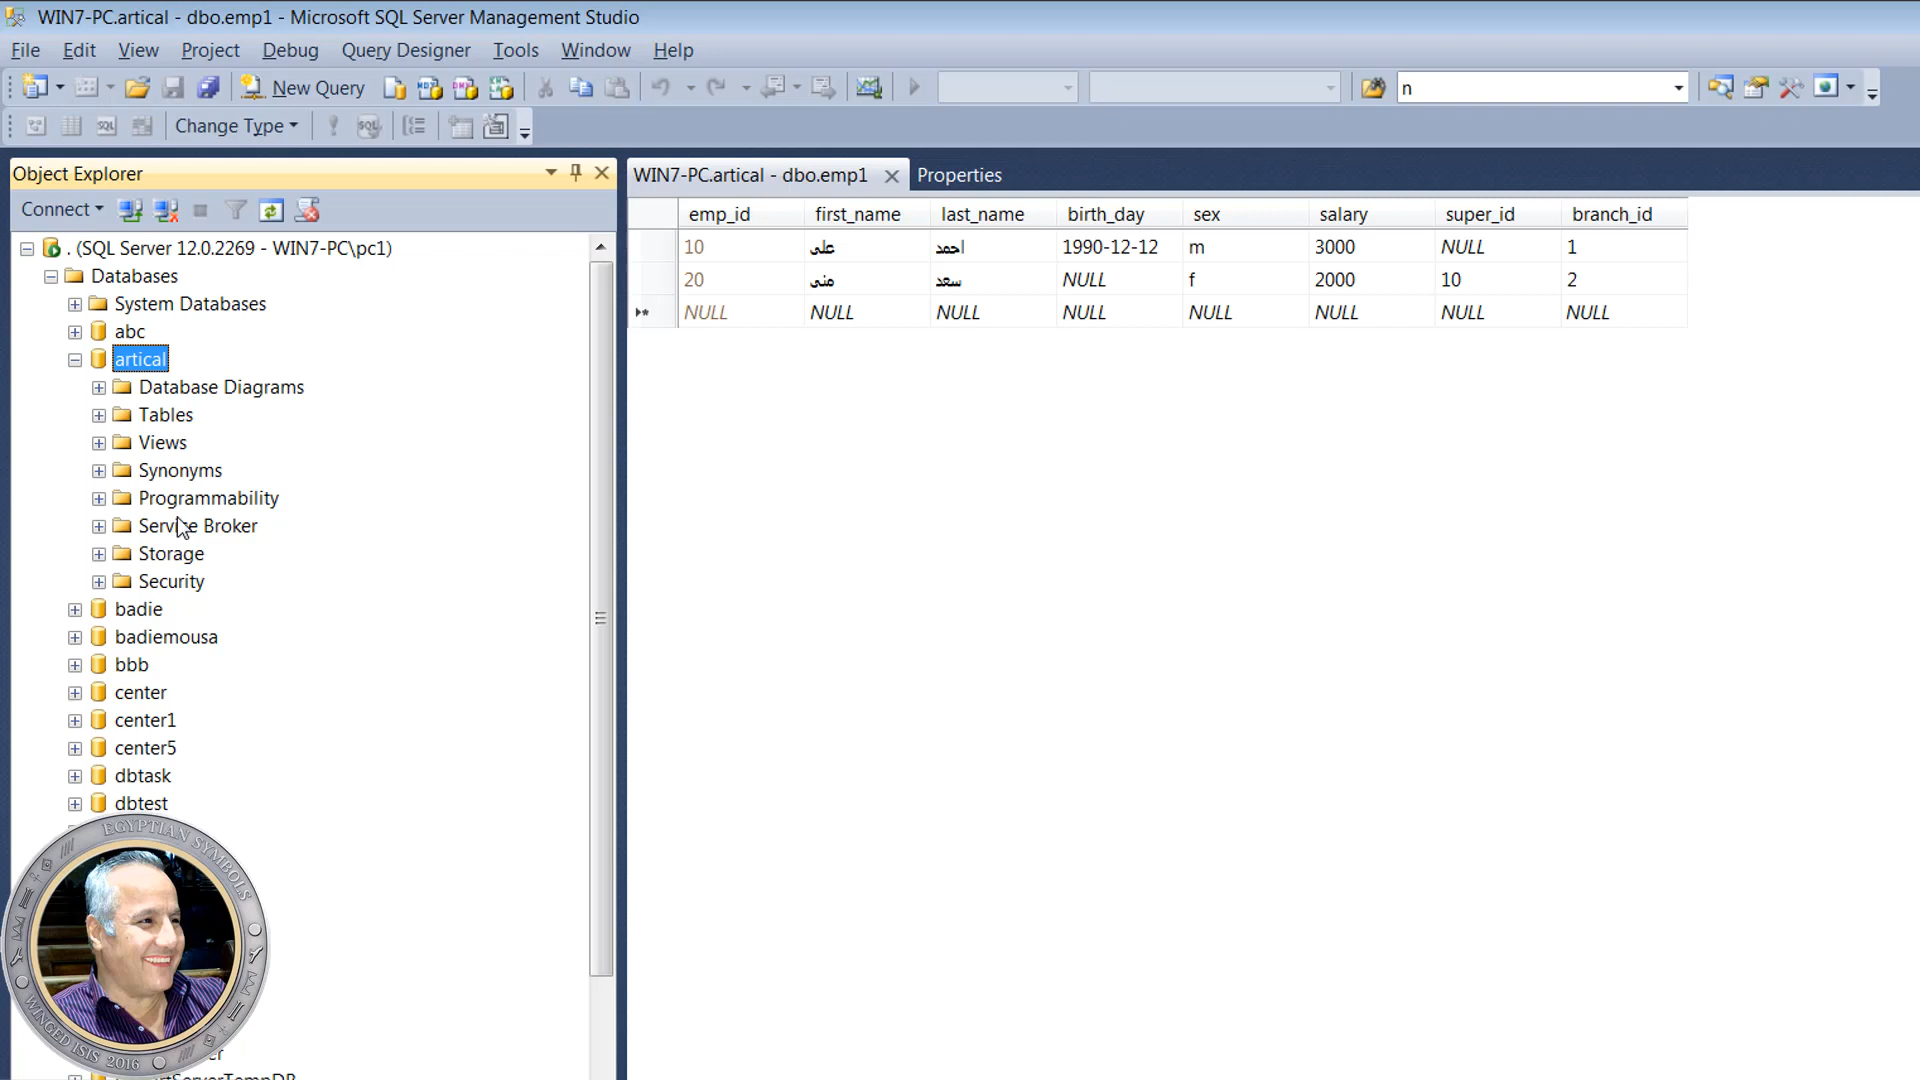 WIN7-PC.artical - dbo.emp1 - Microsoft SQL Server Management Studio
File Edit View Project Debug Query Designer Tools Window Help
New Query n
Change Type
Object Explorer
Connect
. (SQL Server 12.0.2269 - WIN7-PC\pc1)
Databases
System Databases
abc
artical
Database Diagrams
Tables
Views
Synonyms
Programmability
Service Broker
Storage
Security
badie
badiemousa
bbb
center
center1
center5
dbtask
dbtest
WIN7-PC.artical - dbo.emp1 Properties
emp_id first_name last_name birth_day sex salary super_id branch_id
10 على احمد 1990-12-12 m 3000 NULL 1
20 منى سعد NULL f 2000 10 2
NULL NULL NULL NULL NULL NULL NULL NULL
EGYPTIAN SYMBOLS
WINGED ISIS 2016